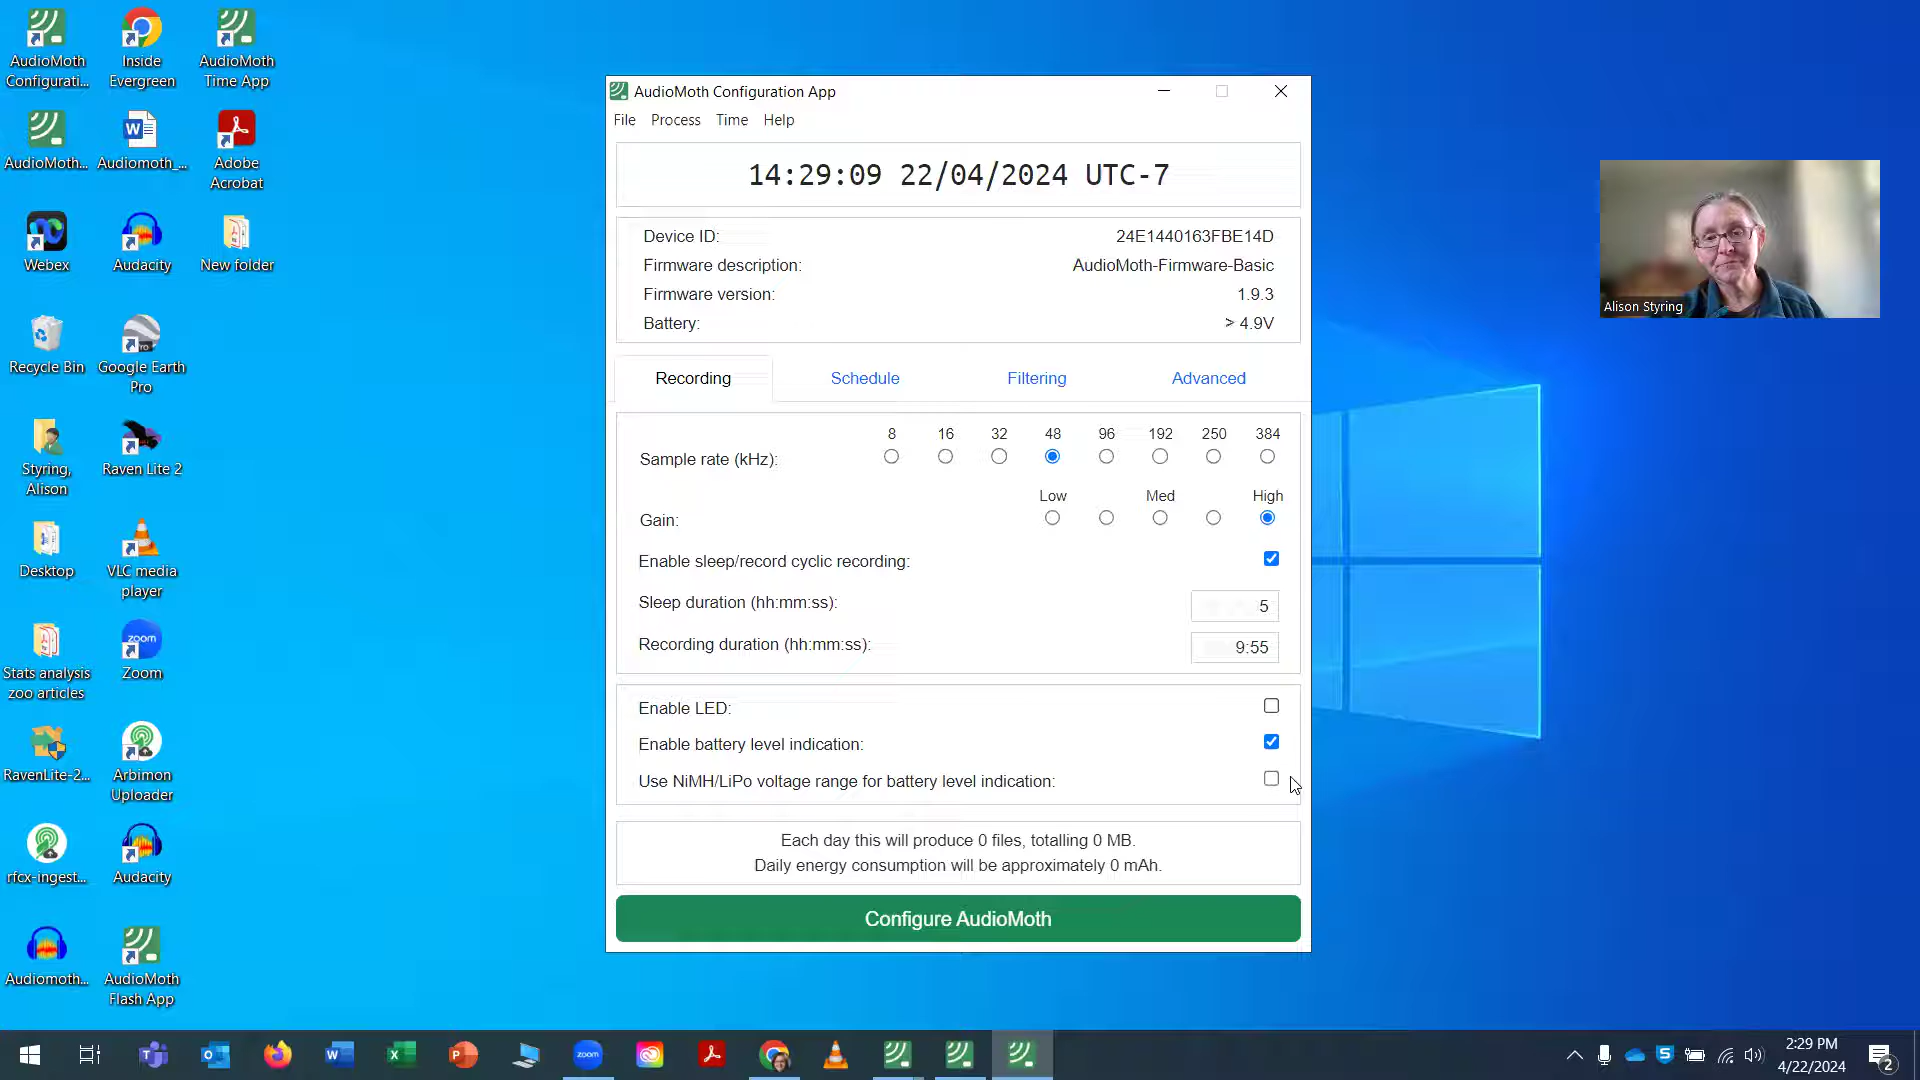 AudioMoth
Configurati...
Inside
Evergreen
AudioMoth
Time App
AudioMoth...
Audiomoth_...
Adobe
Acrobat
Webex
Audacity
New folder
Recycle Bin
Google Earth
Pro
Styring,
Alison
Raven Lite 2
Desktop
VLC media
player
Stats analysis
zoo articles
Zoom
RavenLite-2...
Arbimon
Uploader
rfcx-ingest...
Audacity
Audiomoth...
AudioMoth
Flash App
AudioMoth Configuration App
File Process Time Help
14:29:09 22/04/2024 UTC-7
Device ID: 24E1440163FBE14D
Firmware description: AudioMoth-Firmware-Basic
Firmware version: 1.9.3
Battery: > 4.9V
Recording Schedule Filtering Advanced
8 16 32 48 96 192 250 384
Sample rate (kHz):
Low Med High
Gain:
Enable sleep/record cyclic recording:
Sleep duration (hh:mm:ss): 5
Recording duration (hh:mm:ss): 9:55
Enable LED:
Enable battery level indication:
Use NiMH/LiPo voltage range for battery level indication:
Each day this will produce 0 files, totalling 0 MB.
Daily energy consumption will be approximately 0 mAh.
Configure AudioMoth
Alison Styring
zoom
zoom
2:29 PM
4/22/2024
2